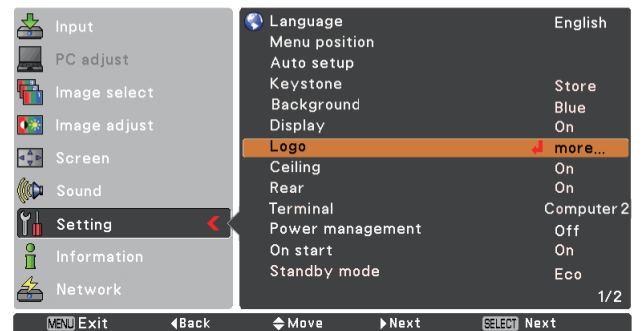 Input
PC adjust
Image select
Image adjust
Screen
Sound
Setting
Information
Network
Language English
Menu position
Auto setup
Keystone Store
Background Blue
Display On
Logo more...
Ceiling On
Rear On
Terminal Computer 2
Power management Off
On start On
Standby mode Eco
1/2
MENU Exit Back Move Next SELECT Next